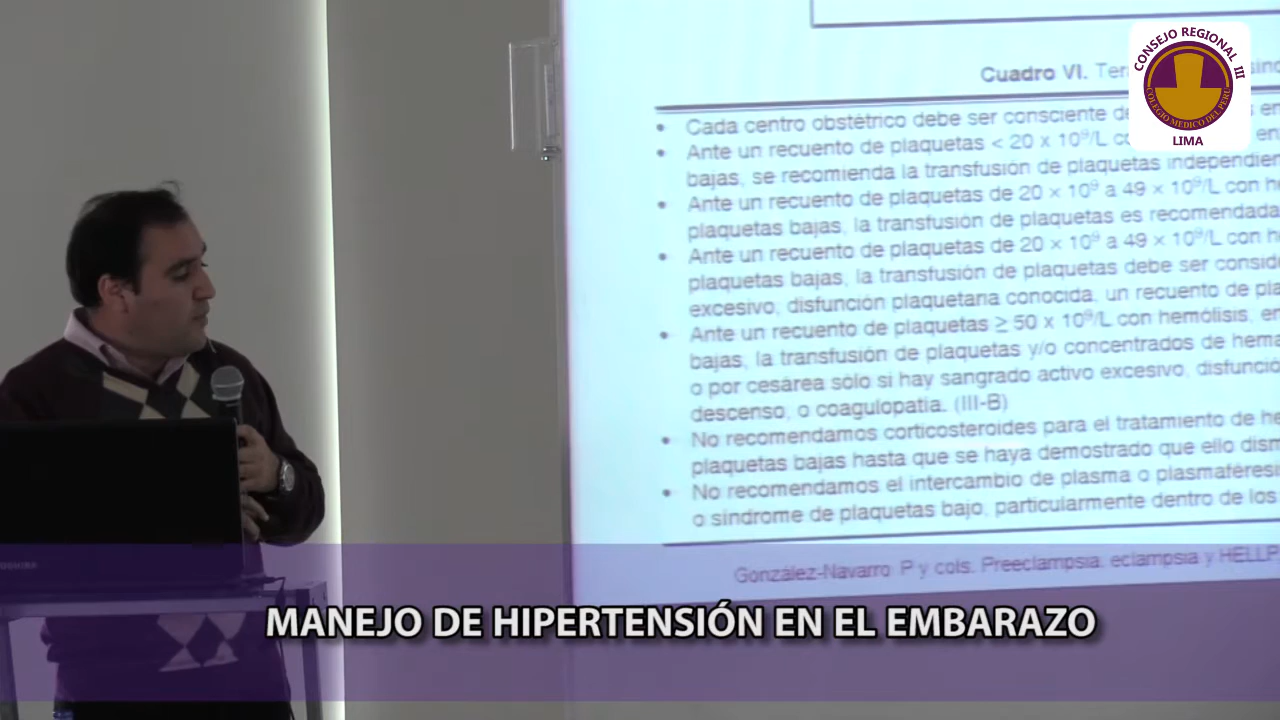 CONSEJO REGIONAL III
COLEGIO MEDICO DEL PERU
LIMA
Cuadro VI.
Cada centro obstétrico debe ser consciente
Ante un recuento de plaquetas < 20 x 10⁹/L
bajas, se recomienda la transfusión de plaquetas
Ante un recuento de plaquetas de 20 × 10⁹ a 49 × 10⁹/L con
plaquetas bajas, la transfusión de plaquetas es recomendada
Ante un recuento de plaquetas de 20 × 10⁹ a 49 × 10⁹/L con
plaquetas bajas, la transfusión de plaquetas debe ser
excesivo, disfunción plaquetaria conocida, un recuento de
Ante un recuento de plaquetas ≥ 50 x 10⁹/L con hemólisis,
bajas, la transfusión de plaquetas y/o concentrados de
o por cesárea sólo si hay sangrado activo excesivo,
descenso, o coagulopatía. (III-B)
No recomendamos corticosteroides para el tratamiento de
plaquetas bajas hasta que se haya demostrado que ello
No recomendamos el intercambio de plasma o
o síndrome de plaquetas bajo, particularmente dentro de los
González-Navarro P y cols. Preeclampsia, eclampsia y HELLP
TOSHIBA
MANEJO DE HIPERTENSIÓN EN EL EMBARAZO